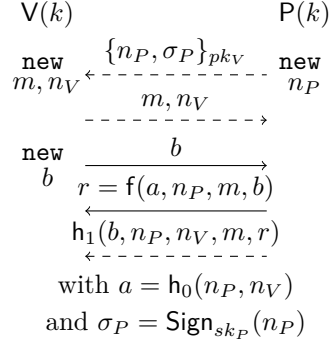 V(k) P(k)
new {n_P, σ_P}_{pk_V} new
m, n_V n_P
m, n_V
new b
b
r = f(a, n_P, m, b)
h_1(b, n_P, n_V, m, r)
with a = h_0(n_P, n_V)
and σ_P = Sign_{sk_P}(n_P)